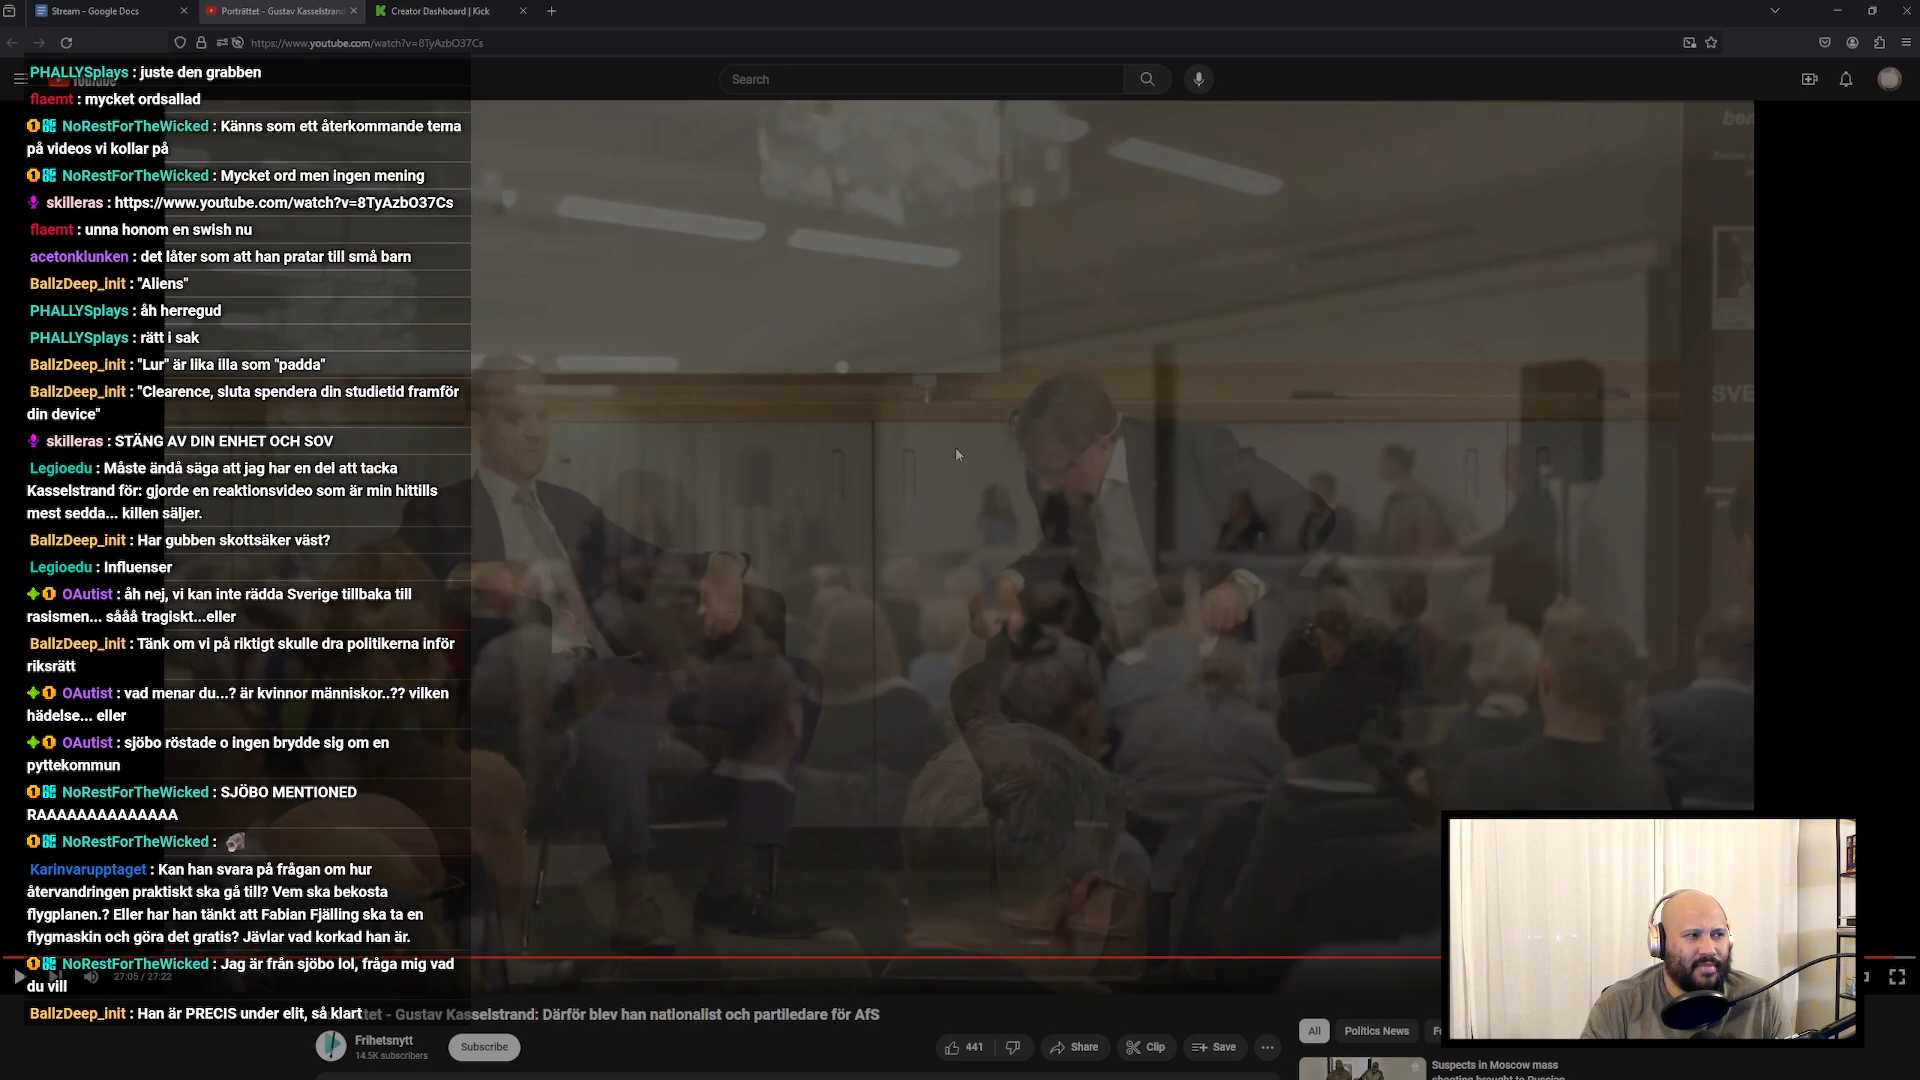 Stream - Google Docs
Porträttet - Gustav Kasselstrand
Creator Dashboard | Kick
https://www.youtube.com/watch?v=8TyAzbO37Cs
Search
PHALLYSplays : juste den grabben
flaemt : mycket ordsallad
NoRestForTheWicked : Känns som ett återkommande tema
på videos vi kollar på
NoRestForTheWicked : Mycket ord men ingen mening
skilleras : https://www.youtube.com/watch?v=8TyAzbO37Cs
flaemt : unna honom en swish nu
acetonklunken : det låter som att han pratar till små barn
BallzDeep_init : "Aliens"
PHALLYSplays : åh herregud
PHALLYSplays : rätt i sak
BallzDeep_init : "Lur" är lika illa som "padda"
BallzDeep_init : "Clearence, sluta spendera din studietid framför
din device"
skilleras : STÄNG AV DIN ENHET OCH SOV
Legioedu : Måste ändå säga att jag har en del att tacka
Kasselstrand för: gjorde en reaktionsvideo som är min hittills
mest sedda... killen säljer.
BallzDeep_init : Har gubben skottsäker väst?
Legioedu : Influenser
OAutist : åh nej, vi kan inte rädda Sverige tillbaka till
rasismen... sååå tragiskt...eller
BallzDeep_init : Tänk om vi på riktigt skulle dra politikerna inför
riksrätt
OAutist : vad menar du...? är kvinnor människor..?? vilken
hädelse... eller
OAutist : sjöbo röstade o ingen brydde sig om en
pyttekommun
NoRestForTheWicked : SJÖBO MENTIONED
RAAAAAAAAAAAAAA
NoRestForTheWicked :
Karinvarupptaget : Kan han svara på frågan om hur
återvandringen praktiskt ska gå till? Vem ska bekosta
flygplanen.? Eller har han tänkt att Fabian Fjälling ska ta en
flygmaskin och göra det gratis? Jävlar vad korkad han är.
NoRestForTheWicked : Jag är från sjöbo lol, fråga mig vad
du vill
27:05 / 27:22
BallzDeep_init : Han är PRECIS under elit, så klart
tet - Gustav Kasselstrand: Därför blev han nationalist och partiledare för AfS
Frihetsnytt
14.5K subscribers
Subscribe
441
Share
Clip
Save
All
Politics News
Suspects in Moscow mass
shooting brought to Russian